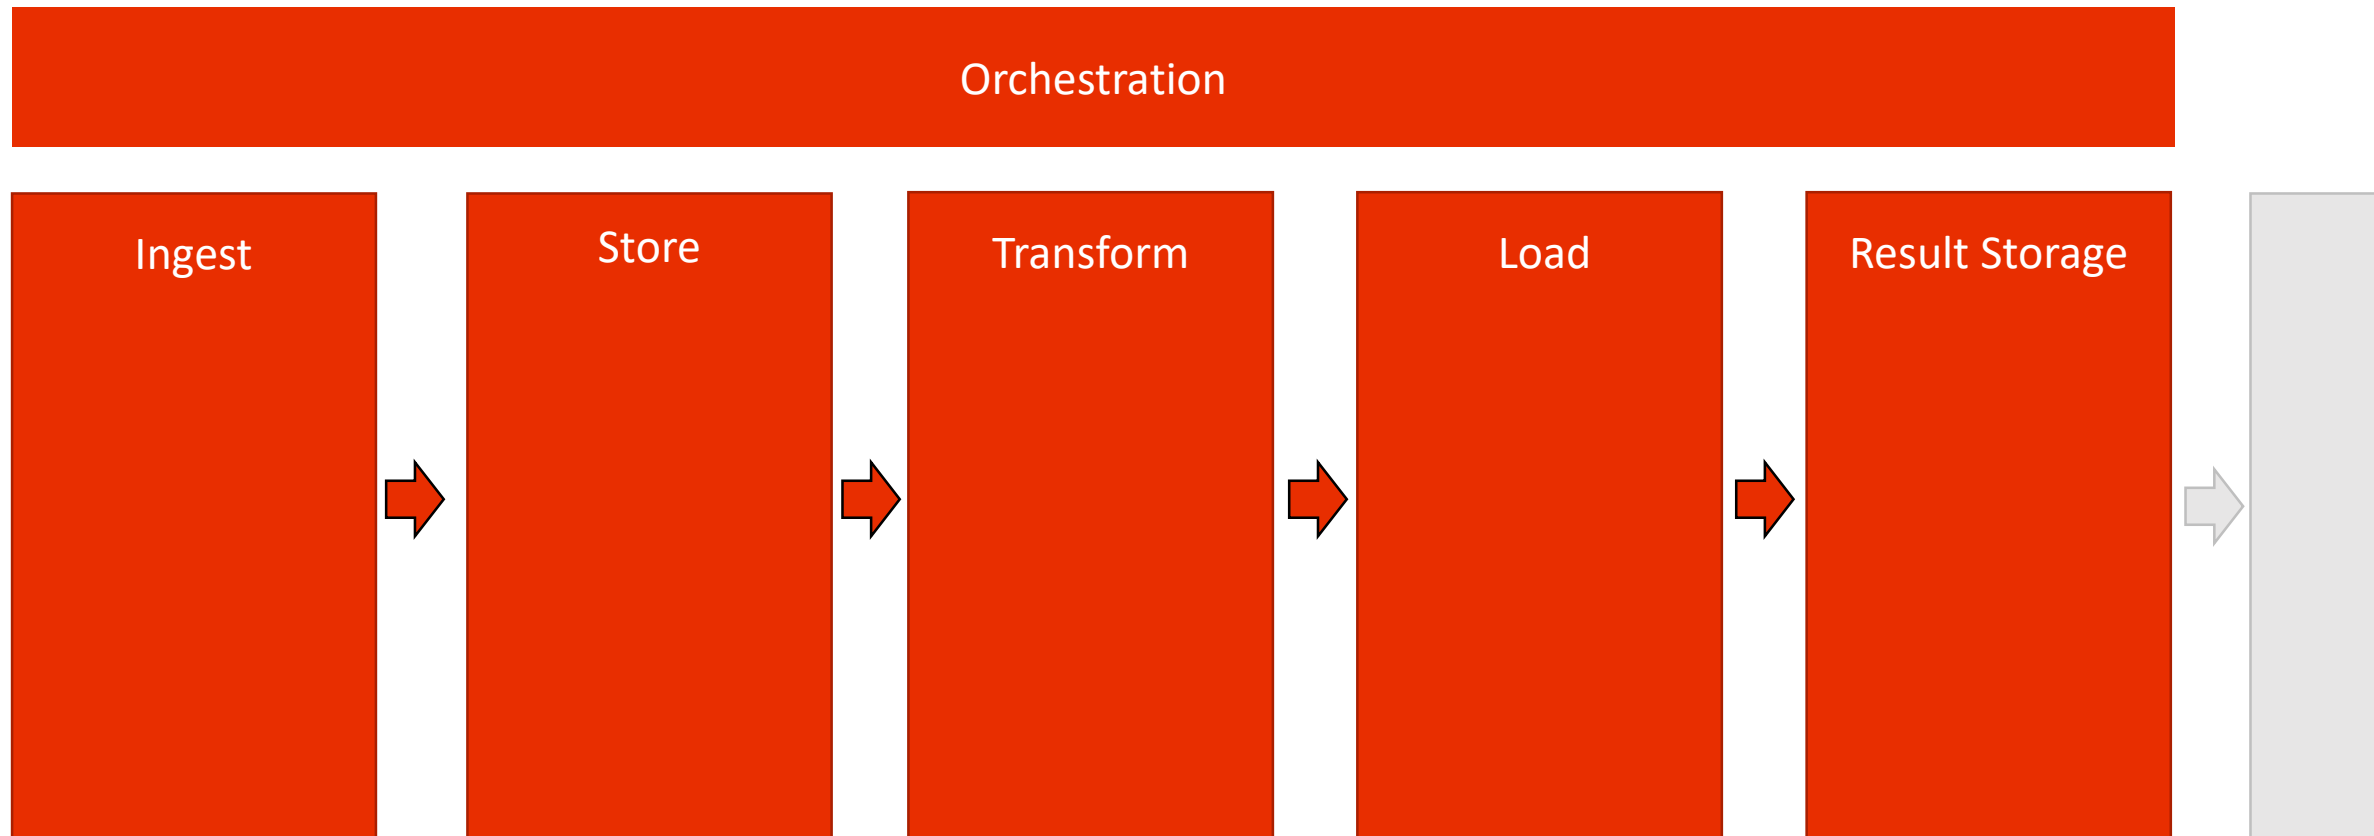 Orchestration
Ingest
Store
Transform
Load
Result Storage